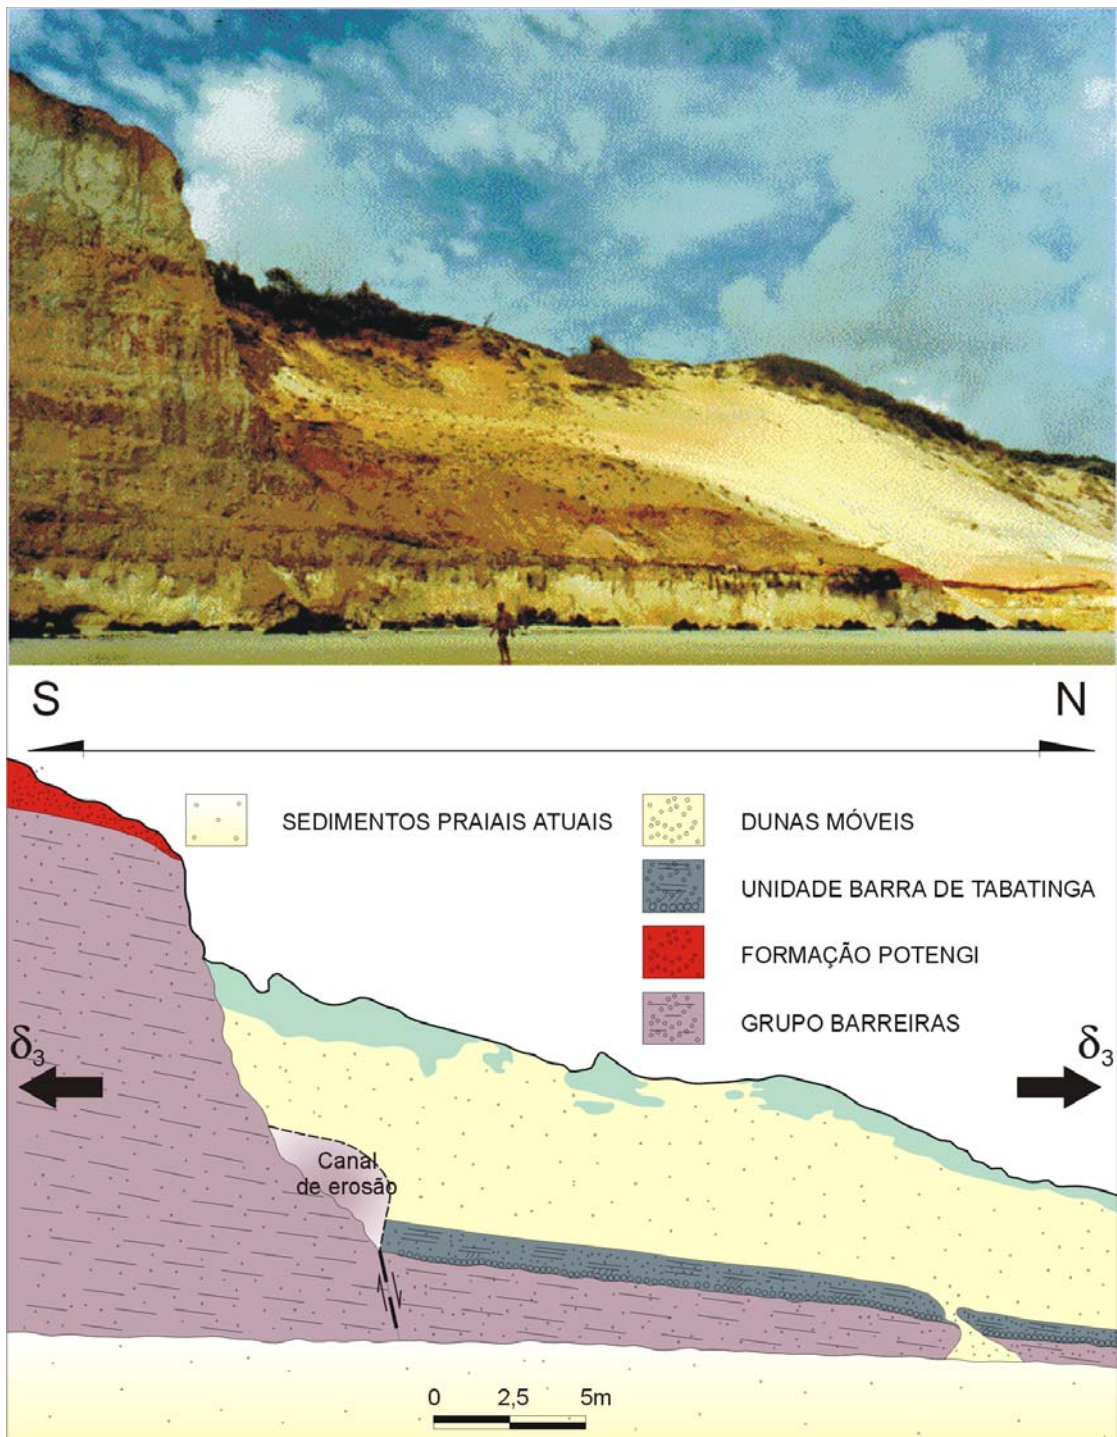 S N
SEDIMENTOS PRAIAIS ATUAIS
DUNAS MÓVEIS
UNIDADE BARRA DE TABATINGA
FORMAÇÃO POTENGI
GRUPO BARREIRAS
δ3 δ3
Canal
de erosão
0 2,5 5m